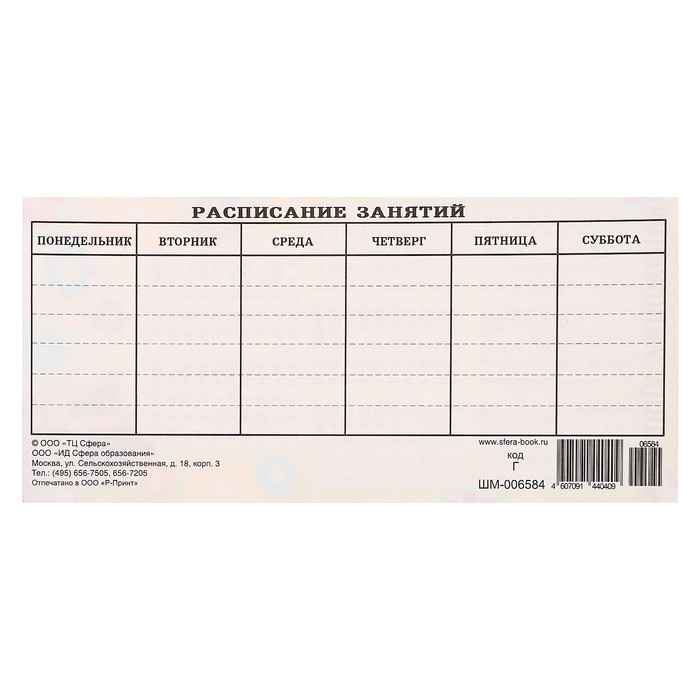 РАСПИСАНИЕ ЗАНЯТИЙ
ПОНЕДЕЛЬНИК ВТОРНИК СРЕДА ЧЕТВЕРГ ПЯТНИЦА СУББОТА
© ООО «ТЦ Сфера»
ООО «ИД Сфера образования»
Москва, ул. Сельскохозяйственная, д. 18, корп. 3
Тел.: (495) 656-7505, 656-7205
Отпечатано в ООО «Р-Принт»
www.sfera-book.ru
код
Г
ШМ-006584
4 607091 440409
06584